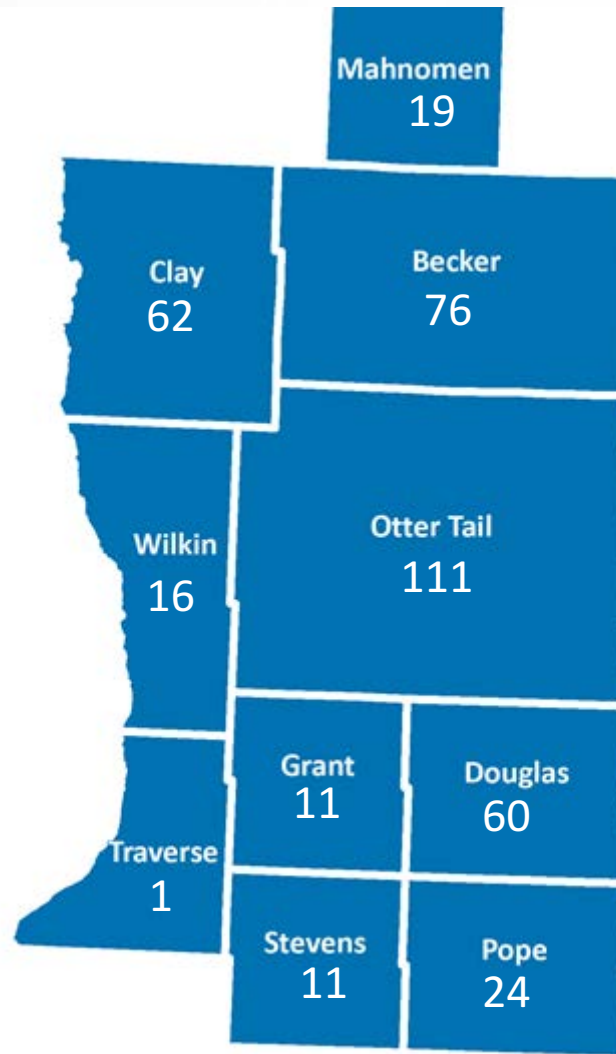 Mahnomen
19
Clay
62
Becker
76
Wilkin
16
Otter Tail
111
Grant
11
Douglas
60
Traverse
1
Stevens
11
Pope
24